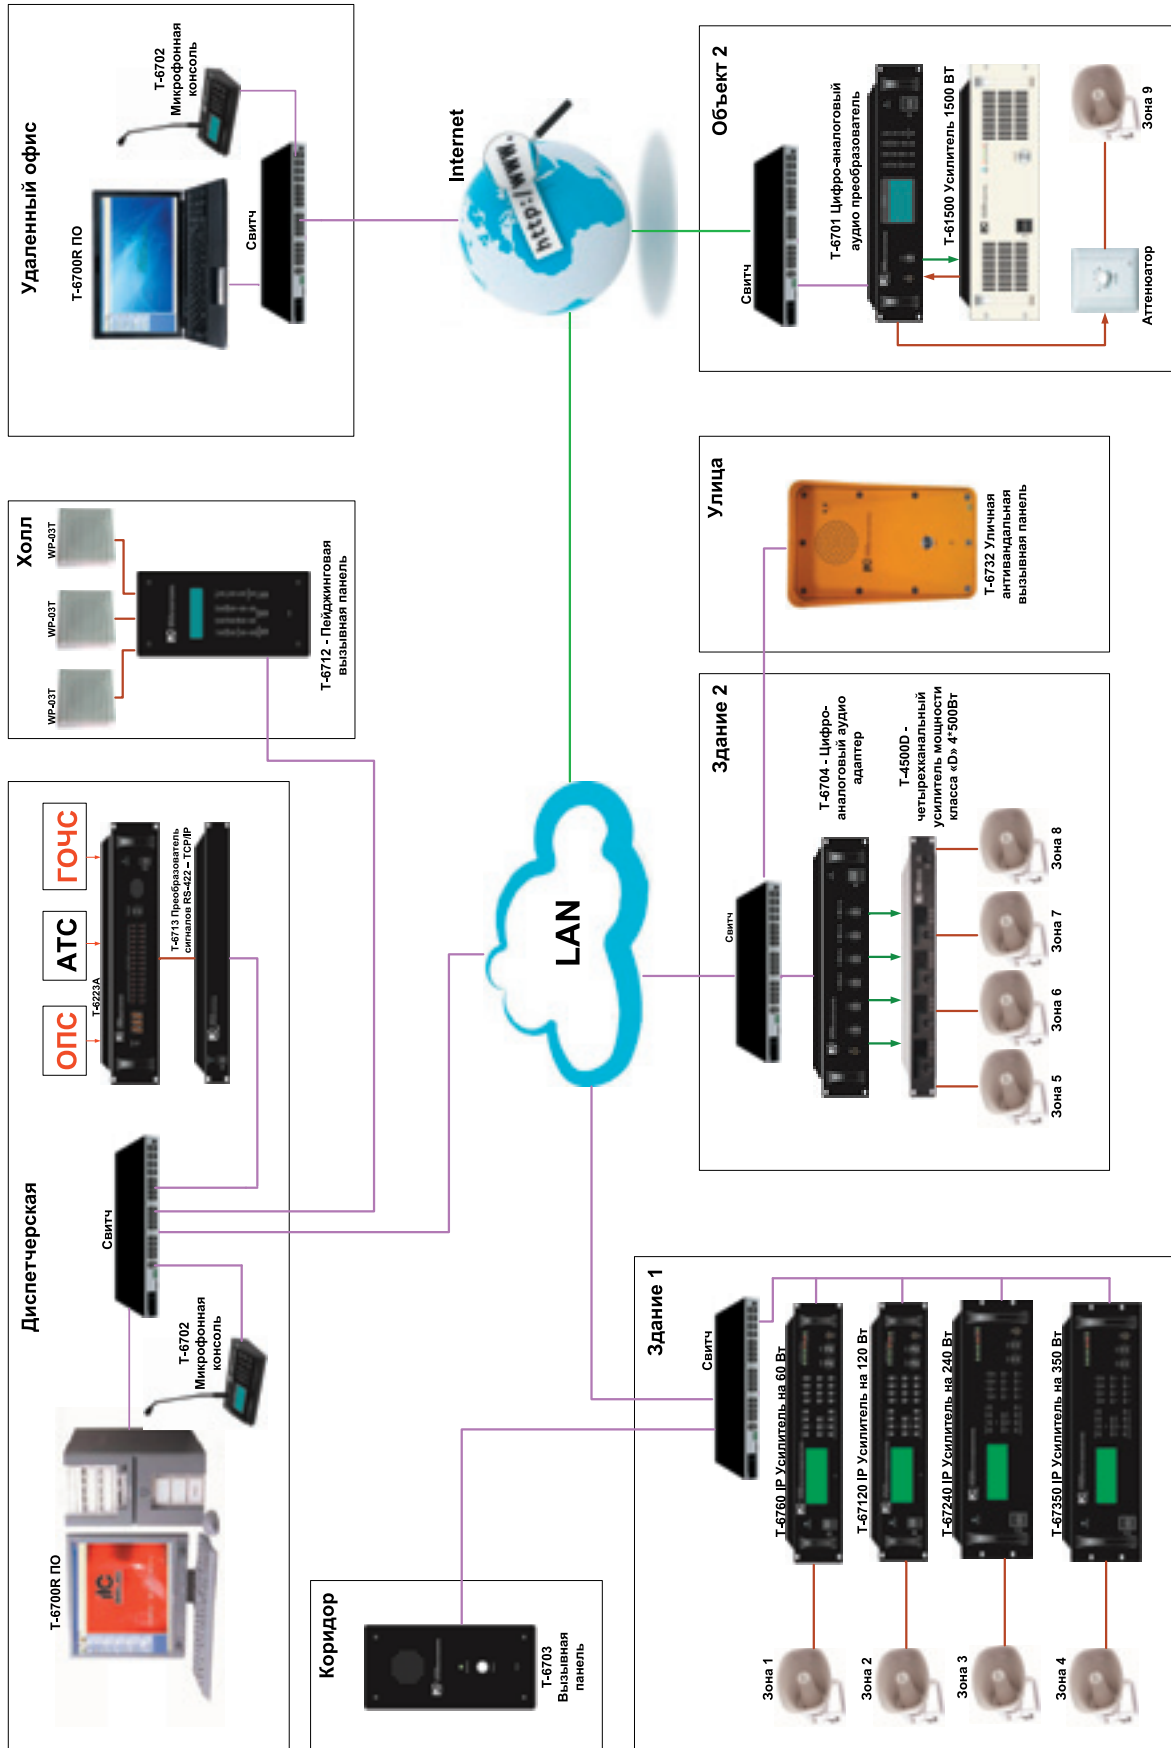 Диспетчерская
T-6700R ПО
T-6702
Микрофонная
консоль
Свитч
ОПС
АТС
ГОЧС
T-6223A
T-6713 Преобразователь
сигналов RS-422 – TCP/IP
Холл
WP-03T
WP-03T
WP-03T
T-6712 - Пейджинговая
вызывная панель
Удаленный офис
T-6700R ПО
T-6702
Микрофонная
консоль
Свитч
Коридор
T-6703
Вызывная
панель
LAN
Internet
http://www.
Здание 1
Свитч
T-6760 IP Усилитель на 60 Вт
T-67120 IP Усилитель на 120 Вт
T-67240 IP Усилитель на 240 Вт
T-67350 IP Усилитель на 350 Вт
Зона 1
Зона 2
Зона 3
Зона 4
Здание 2
Свитч
T-6704 - Цифро-
аналоговый аудио
адаптер
T-4500D -
четырехканальный
усилитель мощности
класса «D» 4*500Вт
Зона 5
Зона 6
Зона 7
Зона 8
Улица
T-6732 Уличная
антивандальная
вызывная панель
Объект 2
Свитч
T-6701 Цифро-аналоговый
аудио преобразователь
T-61500 Усилитель 1500 ВТ
Аттенюатор
Зона 9